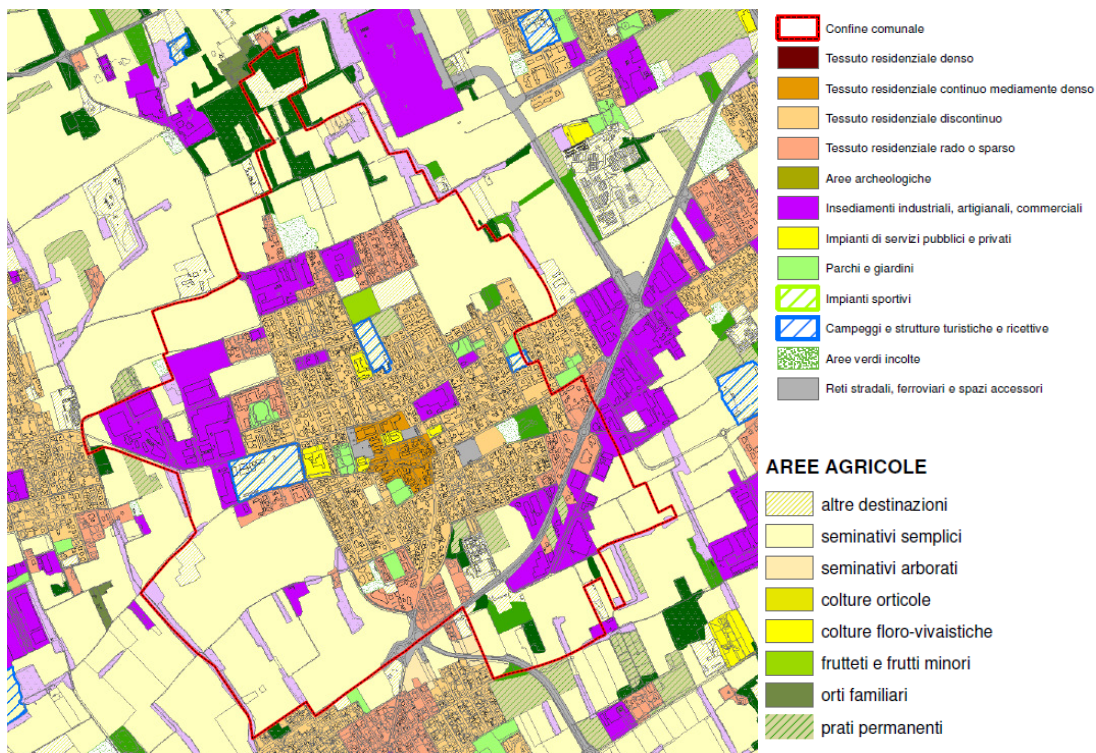 Confine comunale
Tessuto residenziale denso
Tessuto residenziale continuo mediamente denso
Tessuto residenziale discontinuo
Tessuto residenziale rado o sparso
Aree archeologiche
Insediamenti industriali, artigianali, commerciali
Impianti di servizi pubblici e privati
Parchi e giardini
Impianti sportivi
Campeggi e strutture turistiche e ricettive
Aree verdi incolte
Reti stradali, ferroviari e spazi accessori
AREE AGRICOLE
altre destinazioni
seminativi semplici
seminativi arborati
colture orticole
colture floro-vivaistiche
frutteti e frutti minori
orti familiari
prati permanenti